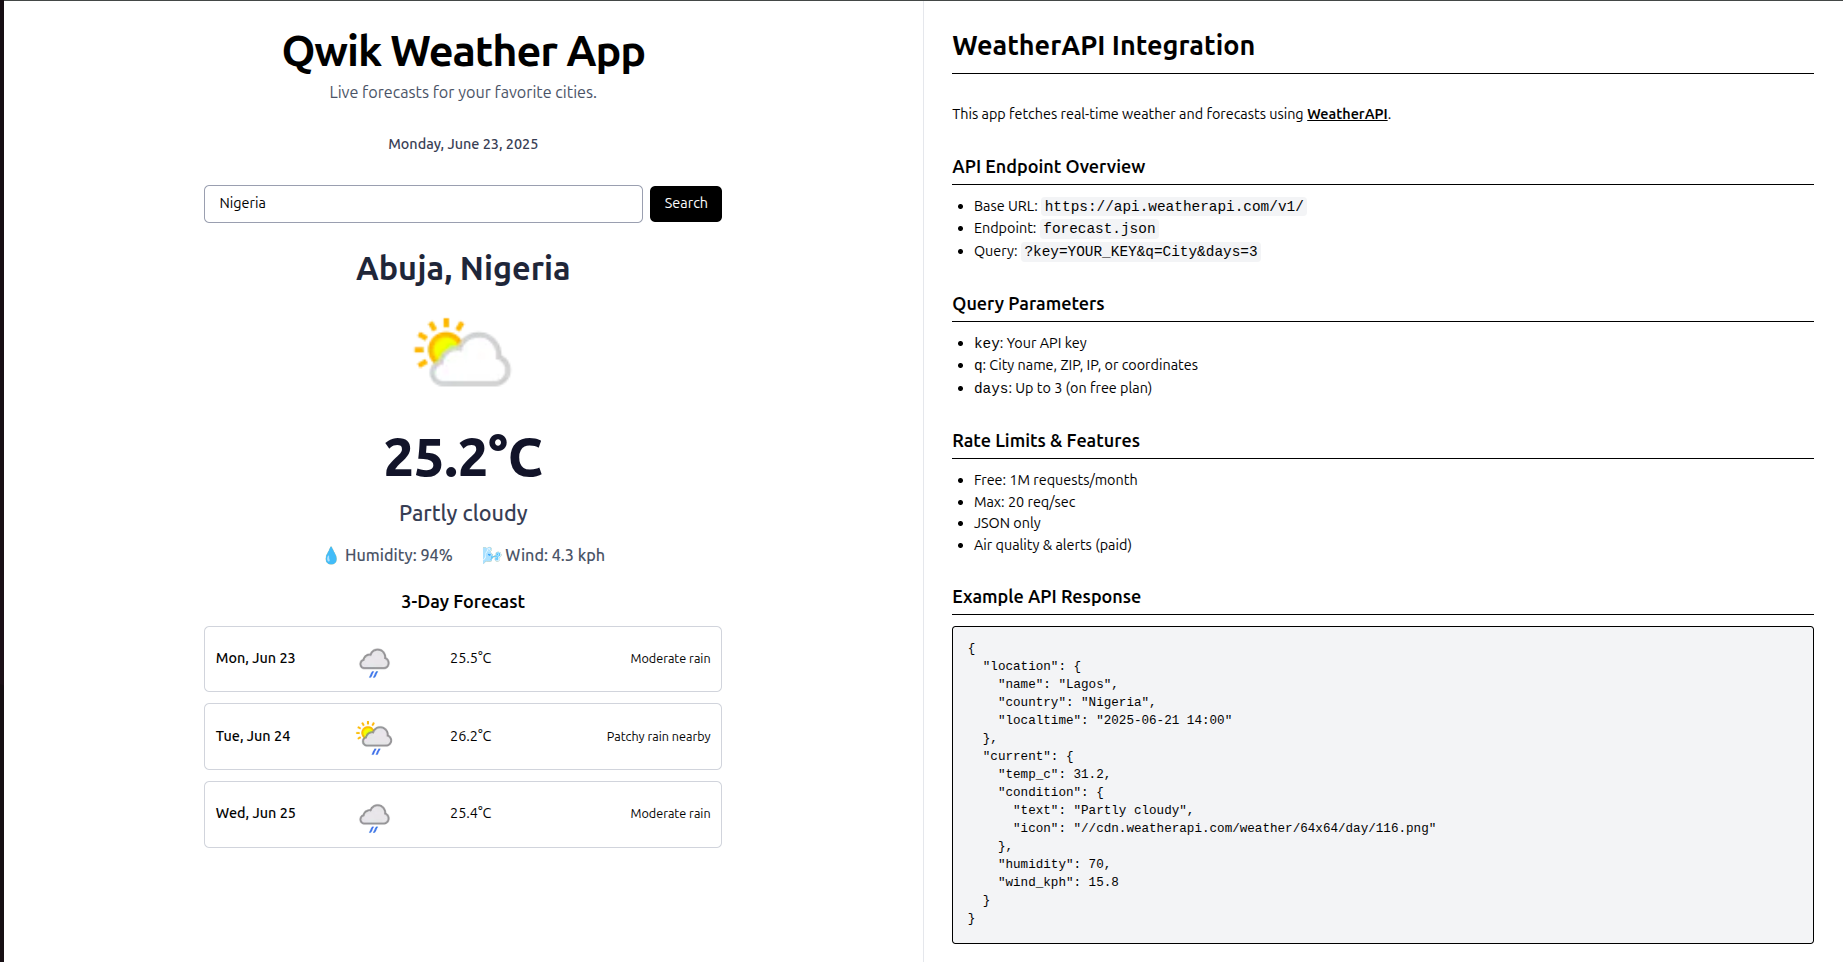 Qwik Weather App
Live forecasts for your favorite cities.
Monday, June 23, 2025
Nigeria
Search
Abuja, Nigeria
25.2°C
Partly cloudy
💧 Humidity: 94% 🌬️ Wind: 4.3 kph
3-Day Forecast
Mon, Jun 23 25.5°C Moderate rain
Tue, Jun 24 26.2°C Patchy rain nearby
Wed, Jun 25 25.4°C Moderate rain
WeatherAPI Integration
This app fetches real-time weather and forecasts using WeatherAPI.
API Endpoint Overview
• Base URL: https://api.weatherapi.com/v1/
• Endpoint: forecast.json
• Query: ?key=YOUR_KEY&q=City&days=3
Query Parameters
• key: Your API key
• q: City name, ZIP, IP, or coordinates
• days: Up to 3 (on free plan)
Rate Limits & Features
• Free: 1M requests/month
• Max: 20 req/sec
• JSON only
• Air quality & alerts (paid)
Example API Response
{
  "location": {
    "name": "Lagos",
    "country": "Nigeria",
    "localtime": "2025-06-21 14:00"
  },
  "current": {
    "temp_c": 31.2,
    "condition": {
      "text": "Partly cloudy",
      "icon": "//cdn.weatherapi.com/weather/64x64/day/116.png"
    },
    "humidity": 70,
    "wind_kph": 15.8
  }
}